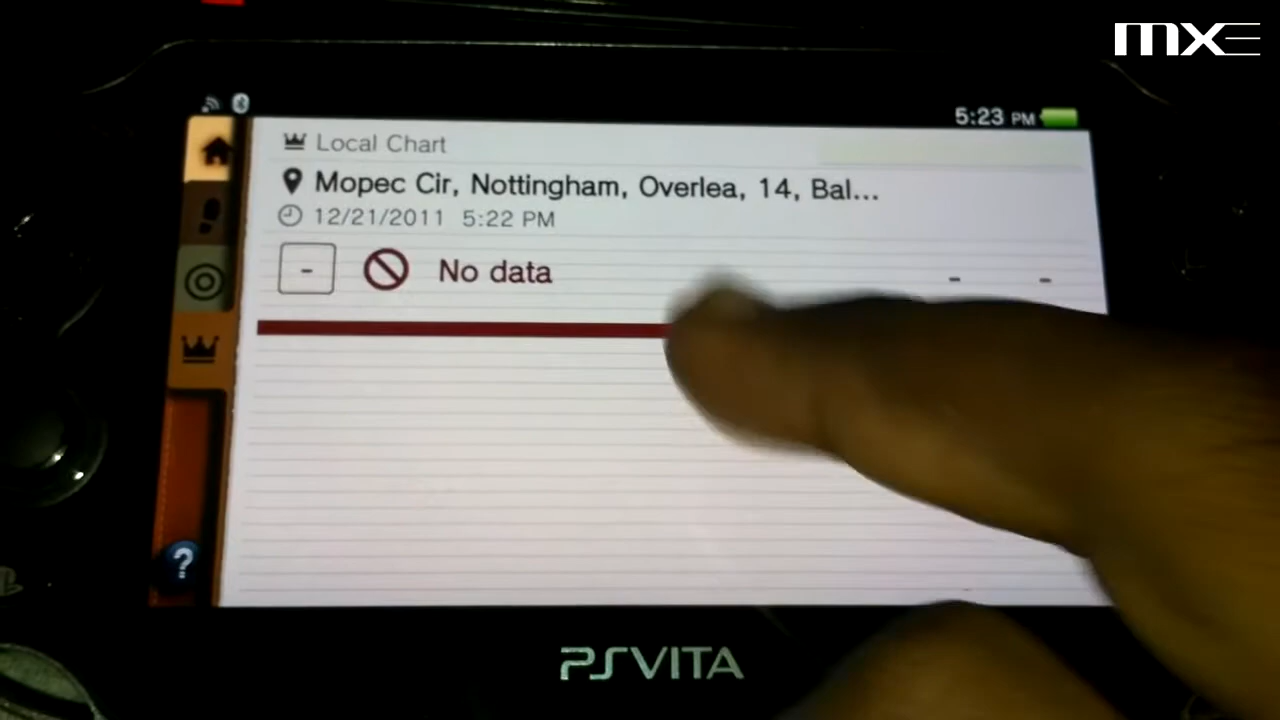 MXE
5:23 PM
Local Chart
Mopec Cir, Nottingham, Overlea, 14, Bal...
12/21/2011 5:22 PM
- No data - -
?
PSVITA